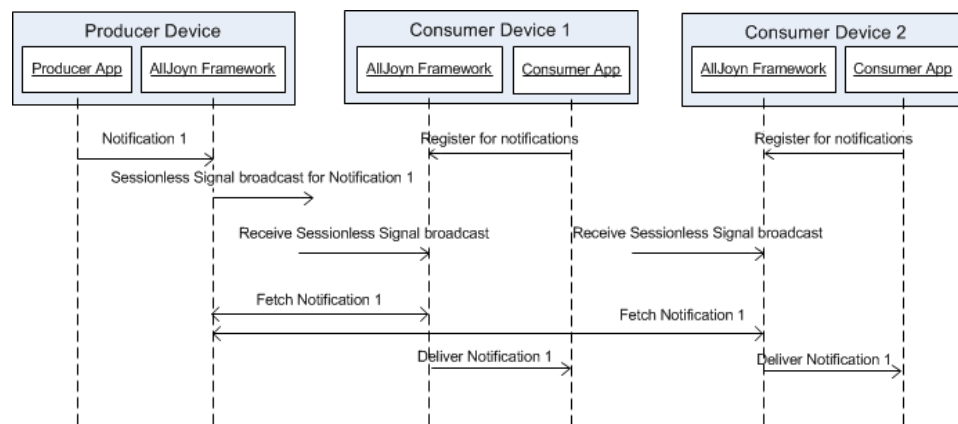 Producer Device
Consumer Device 1
Consumer Device 2
Producer App
AllJoyn Framework
AllJoyn Framework
Consumer App
AllJoyn Framework
Consumer App
Notification 1
Register for notifications
Register for notifications
Sessionless Signal broadcast for Notification 1
Receive Sessionless Signal broadcast
Receive Sessionless Signal broadcast
Fetch Notification 1
Fetch Notification 1
Deliver Notification 1
Deliver Notification 1